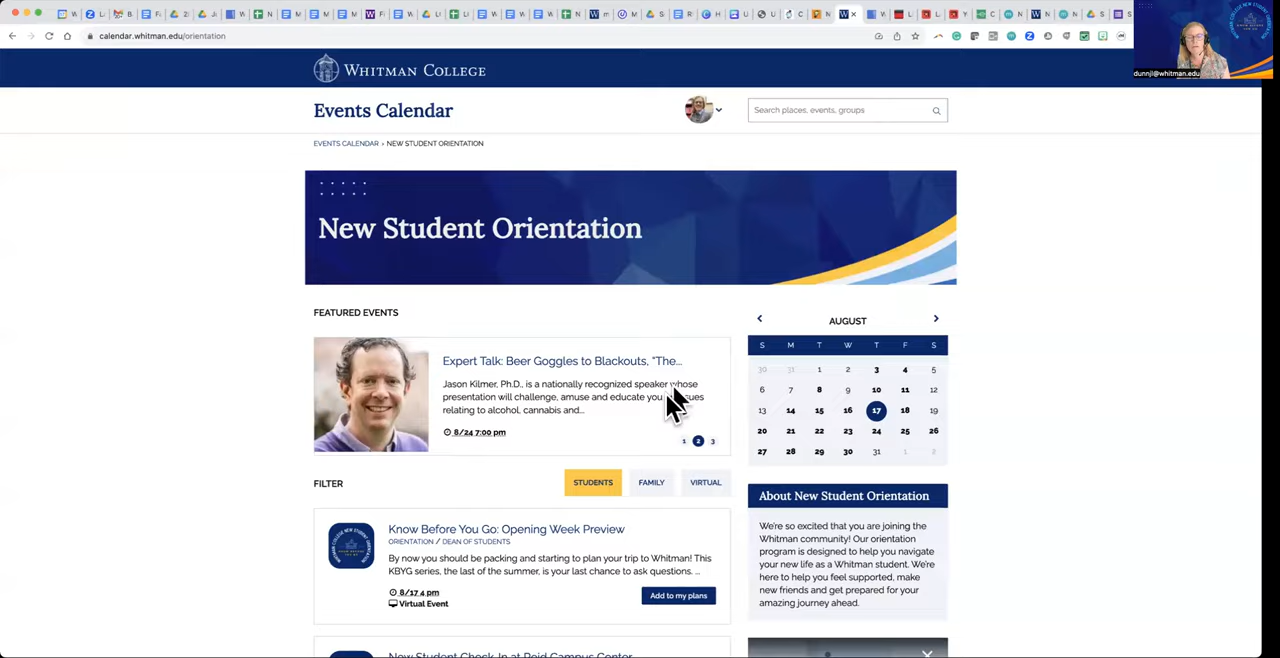 calendar.whitman.edu/orientation
dunnjl@whitman.edu
WHITMAN COLLEGE
Events Calendar
Search places, events, groups
EVENTS CALENDAR › NEW STUDENT ORIENTATION
New Student Orientation
FEATURED EVENTS
Expert Talk: Beer Goggles to Blackouts, "The...
Jason Kilmer, Ph.D., is a nationally recognized speaker whose
presentation will challenge, amuse and educate you
relating to alcohol, cannabis and...
8/24 7:00 pm
1 2 3
FILTER
STUDENTS FAMILY VIRTUAL
Know Before You Go: Opening Week Preview
ORIENTATION / DEAN OF STUDENTS
By now you should be packing and starting to plan your trip to Whitman! This
KBYG series, the last of the summer, is your last chance to ask questions. ...
8/17 4 pm
Virtual Event
Add to my plans
New Student Check-In at Reid Campus Center
AUGUST
S M T W T F S
30 31 1 2 3 4 5
6 7 8 9 10 11 12
13 14 15 16 17 18 19
20 21 22 23 24 25 26
27 28 29 30 31 1 2
About New Student Orientation
We're so excited that you are joining the
Whitman community! Our orientation
program is designed to help you navigate
your new life as a Whitman student. We're
here to help you feel supported, make
new friends and get prepared for your
amazing journey ahead.